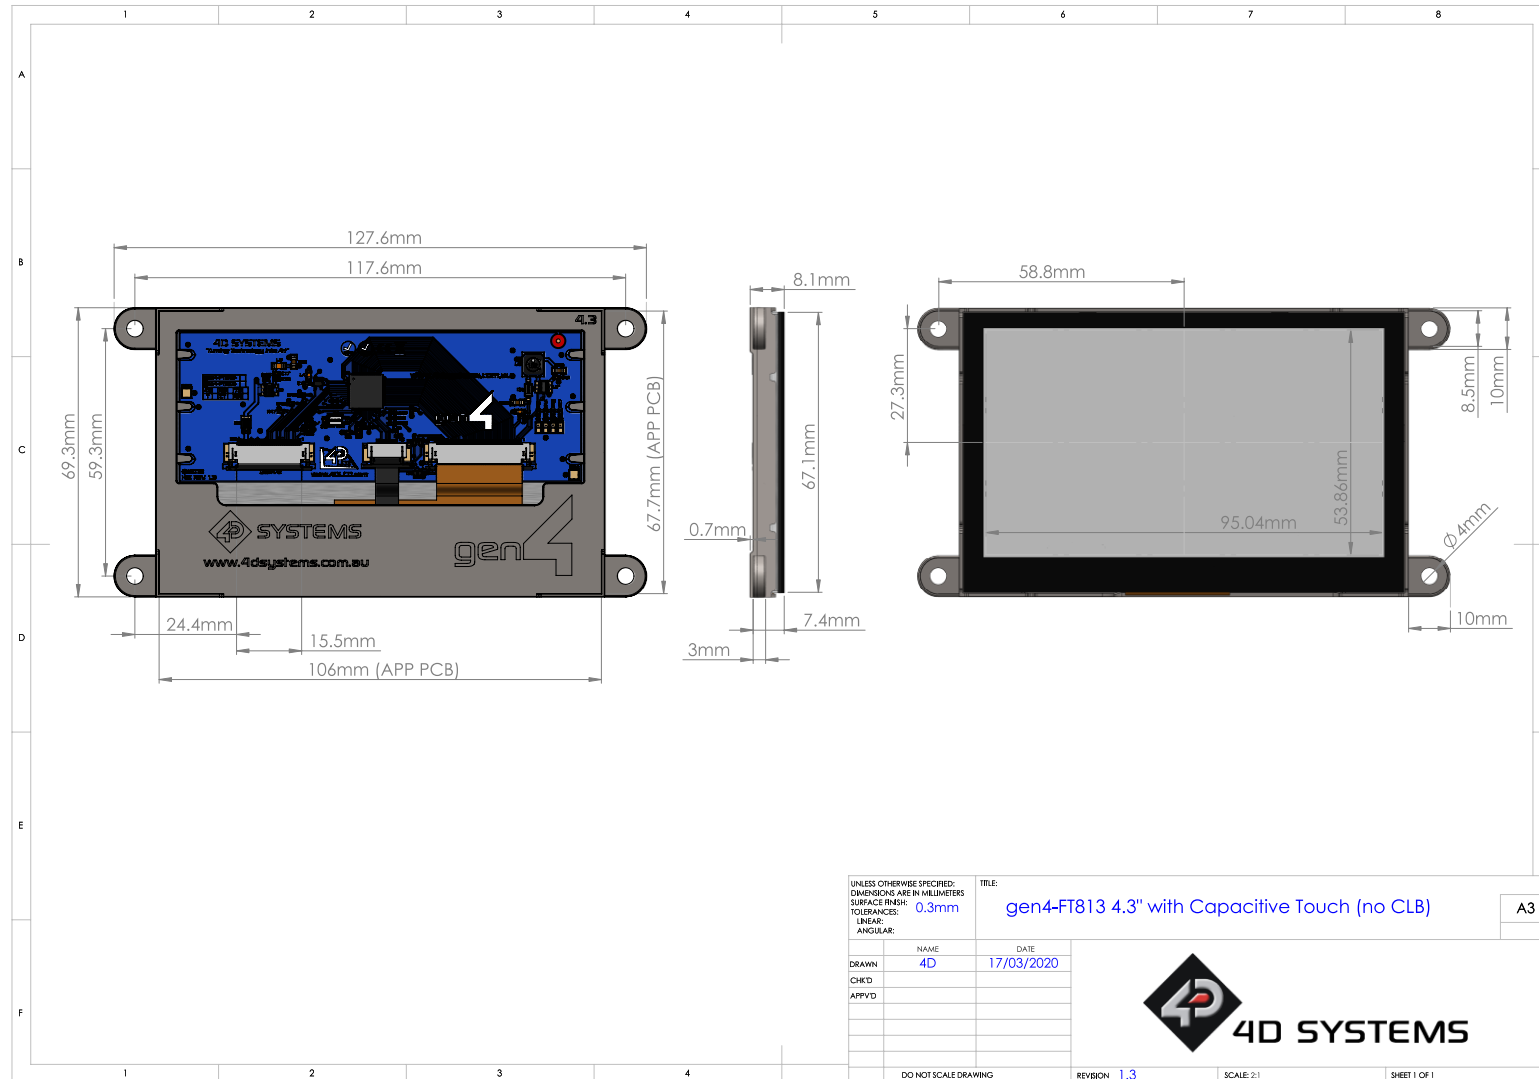 1 2 3 4 5 6 7 8
A
B
C
D
E
F
127.6mm
117.6mm
69.3mm
59.3mm
67.7mm (APP PCB)
24.4mm
15.5mm
106mm (APP PCB)
4.3
4D SYSTEMS
4D SYSTEMS
www.4dsystems.com.au
gen4
8.1mm
67.1mm
0.7mm
7.4mm
3mm
58.8mm
27.3mm
8.5mm
10mm
53.86mm
95.04mm
Ø 4mm
10mm
UNLESS OTHERWISE SPECIFIED:
DIMENSIONS ARE IN MILLIMETERS
SURFACE FINISH: 0.3mm
TOLERANCES:
LINEAR:
ANGULAR:
TITLE:
gen4-FT813 4.3" with Capacitive Touch (no CLB)
A3
NAME DATE
DRAWN 4D 17/03/2020
CHK'D
APPV'D
4D SYSTEMS
DO NOT SCALE DRAWING REVISION 1.3 SCALE: 2:1 SHEET 1 OF 1
1 2 3 4